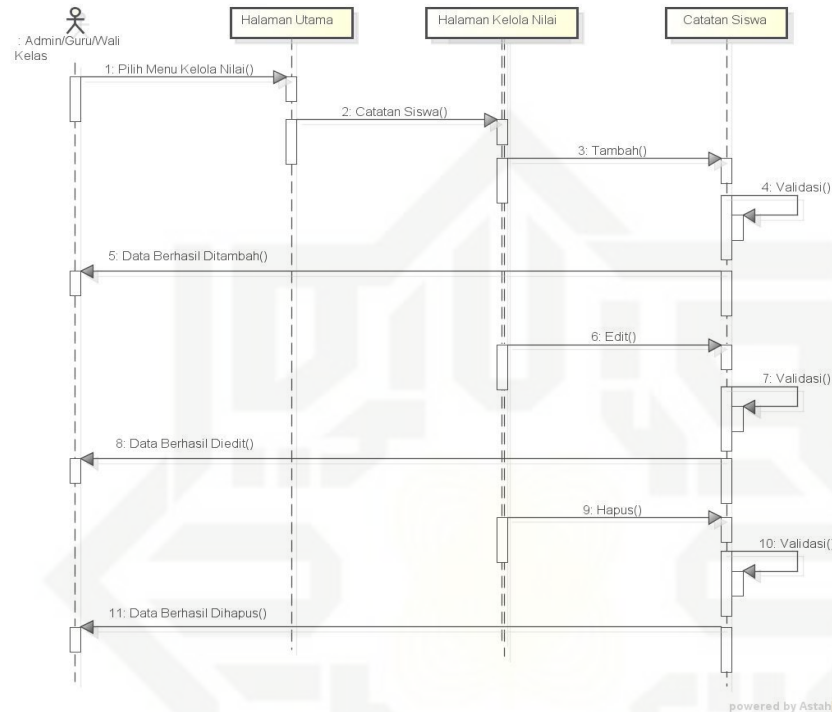 : Admin/Guru/Wali
Kelas
Halaman Utama
Halaman Kelola Nilai
Catatan Siswa
1: Pilih Menu Kelola Nilai()
2: Catatan Siswa()
3: Tambah()
4: Validasi()
5: Data Berhasil Ditambah()
6: Edit()
7: Validasi()
8: Data Berhasil Diedit()
9: Hapus()
10: Validasi()
11: Data Berhasil Dihapus()
powered by Astah